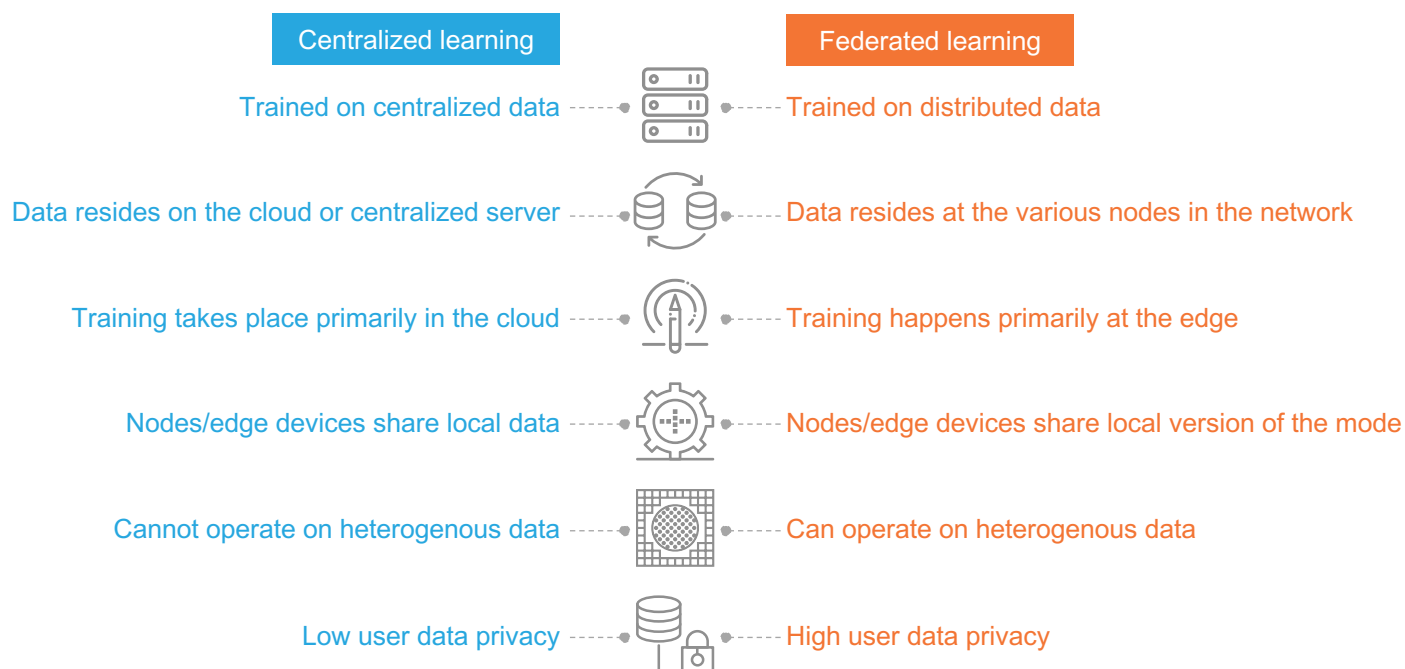 Centralized learning
Federated learning
Trained on centralized data
Trained on distributed data
Data resides on the cloud or centralized server
Data resides at the various nodes in the network
Training takes place primarily in the cloud
Training happens primarily at the edge
Nodes/edge devices share local data
Nodes/edge devices share local version of the mode
Cannot operate on heterogenous data
Can operate on heterogenous data
Low user data privacy
High user data privacy